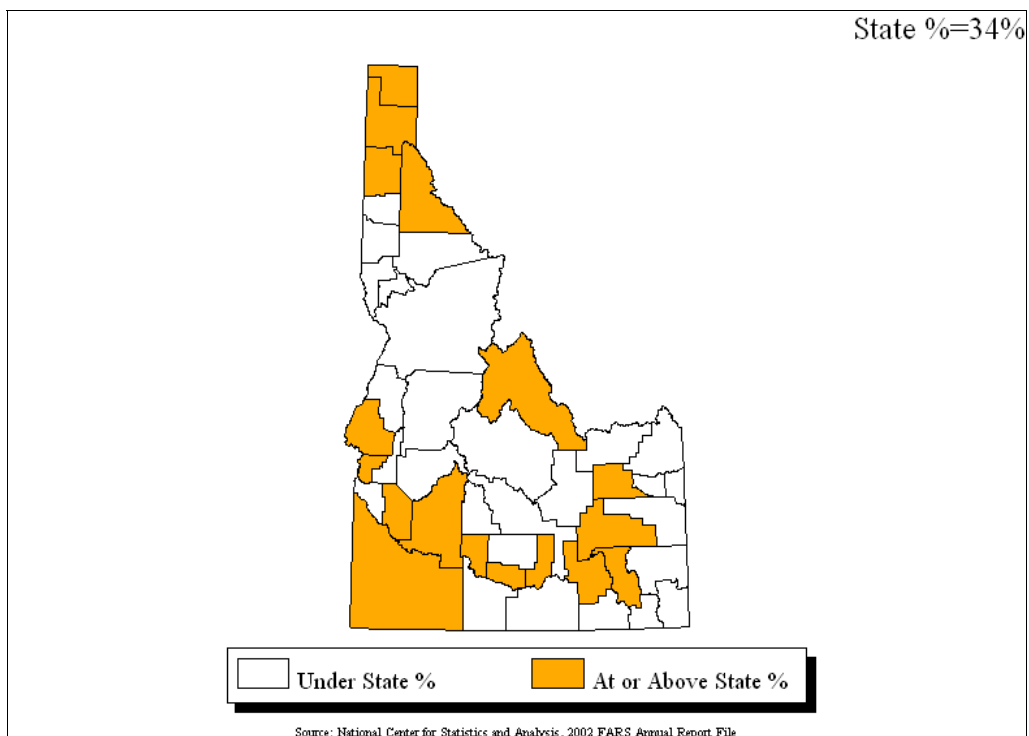 State %=34%
Under State %
At or Above State %
Source: National Center for Statistics and Analysis, 2002 FARS Annual Report File